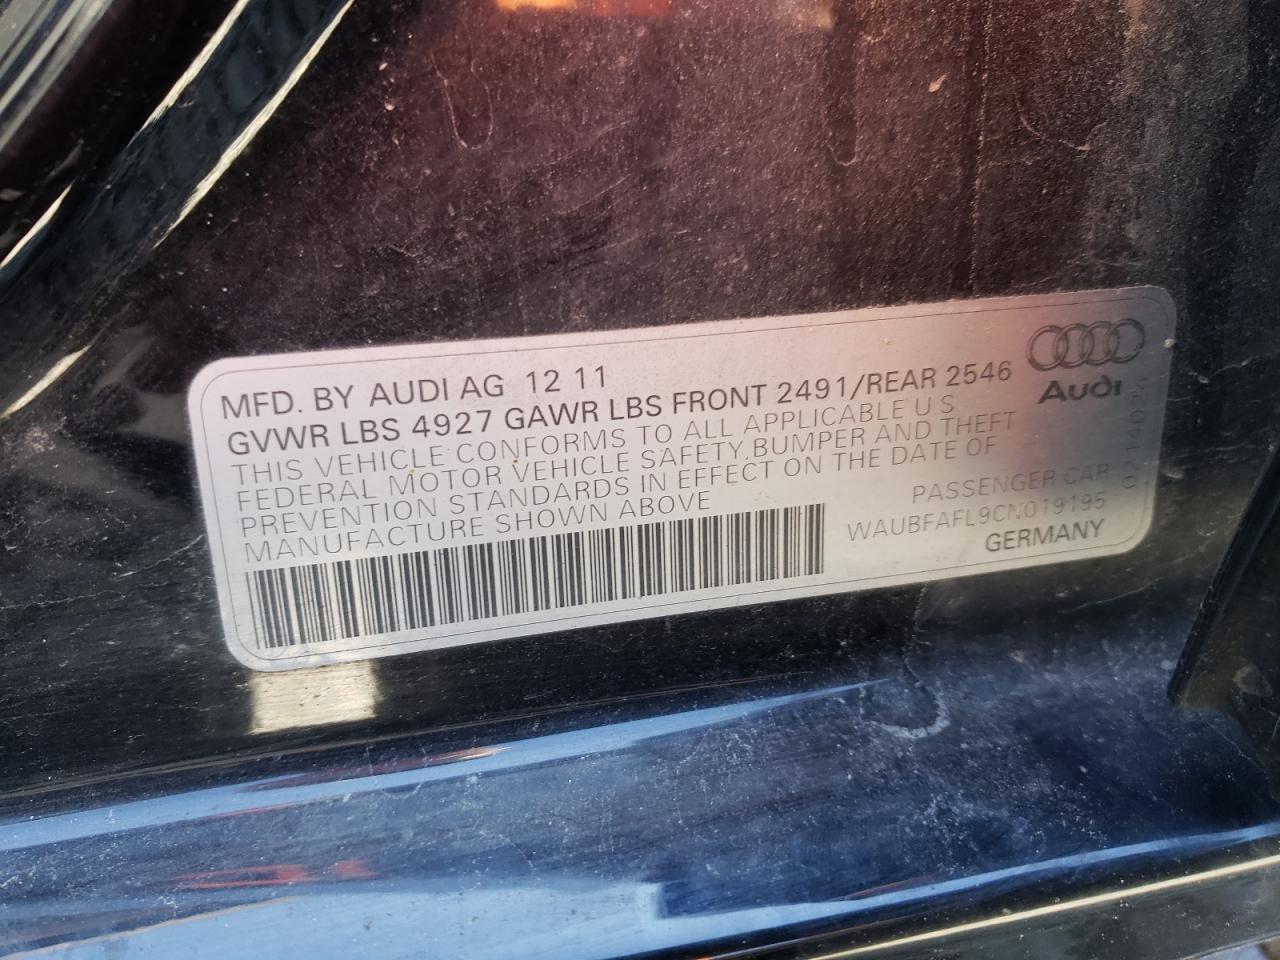 MFD. BY AUDI AG 12 11
GVWR LBS 4927 GAWR LBS FRONT 2491/REAR 2546
THIS VEHICLE CONFORMS TO ALL APPLICABLE U S
FEDERAL MOTOR VEHICLE SAFETY,BUMPER AND THEFT
PREVENTION STANDARDS IN EFFECT ON THE DATE OF
MANUFACTURE SHOWN ABOVE
PASSENGER CAR
WAUBFAFL9CN019195
GERMANY
Audi